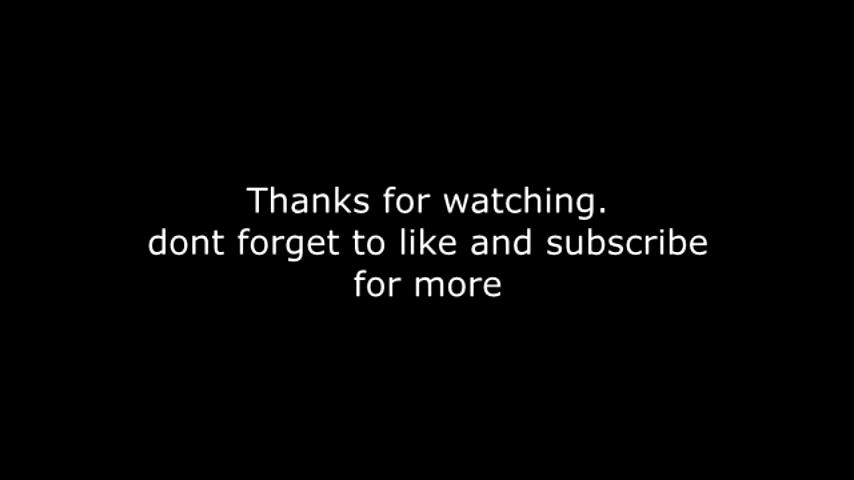 Thanks for watching.
dont forget to like and subscribe
for more